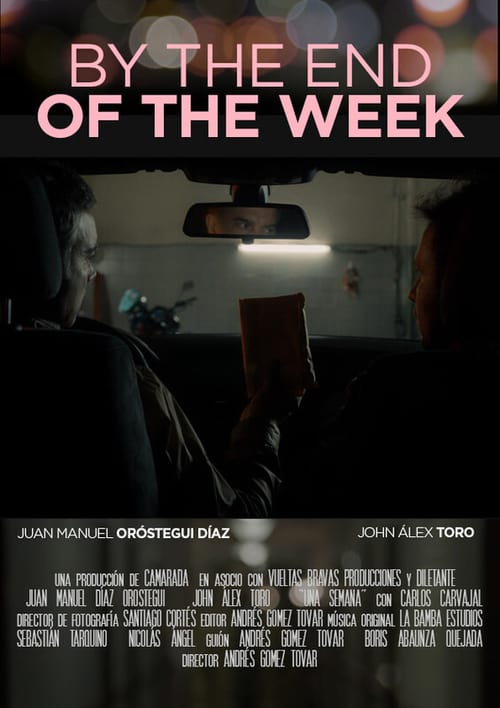 BY THE END
OF THE WEEK
JUAN MANUEL ORÓSTEGUI DÍAZ
JOHN ÁLEX TORO
UNA PRODUCCIÓN DE CAMARADA EN ASOCIO CON VUELTAS BRAVAS PRODUCCIONES Y DILETANTE
JUAN MANUEL DÍAZ OROSTEGUI JOHN ÁLEX TORO "UNA SEMANA" CON CARLOS CARVAJAL
DIRECTOR DE FOTOGRAFÍA SANTIAGO CORTÉS EDITOR ANDRÉS GOMEZ TOVAR MÚSICA ORIGINAL LA BAMBA ESTUDIOS
SEBASTIÁN TARQUINO NICOLÁS ÁNGEL GUIÓN ANDRÉS GOMEZ TOVAR BORIS ABAUNZA QUEJADA
DIRECTOR ANDRÉS GOMEZ TOVAR